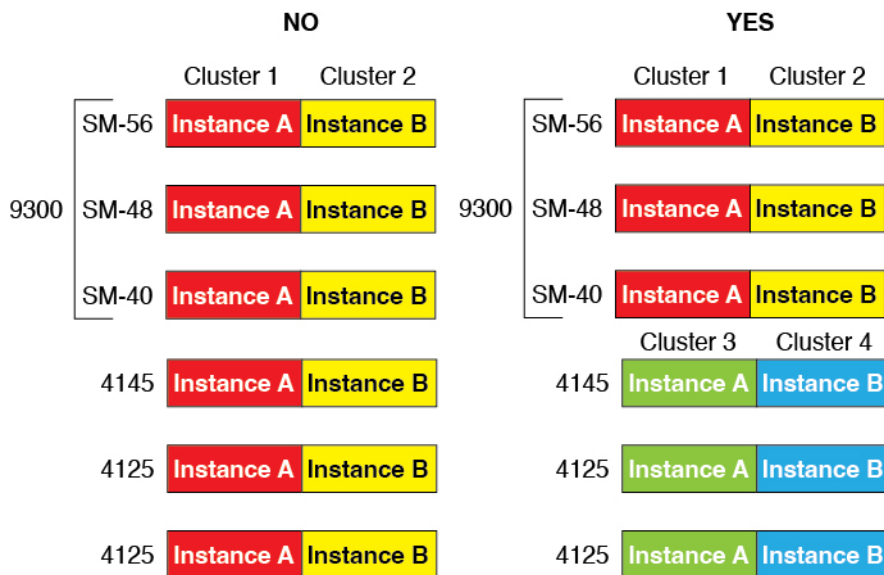 NO YES
Cluster 1 Cluster 2 Cluster 1 Cluster 2
SM-56 Instance A Instance B SM-56 Instance A Instance B
9300 SM-48 Instance A Instance B 9300 SM-48 Instance A Instance B
SM-40 Instance A Instance B SM-40 Instance A Instance B
Cluster 3 Cluster 4
4145 Instance A Instance B 4145 Instance A Instance B
4125 Instance A Instance B 4125 Instance A Instance B
4125 Instance A Instance B 4125 Instance A Instance B